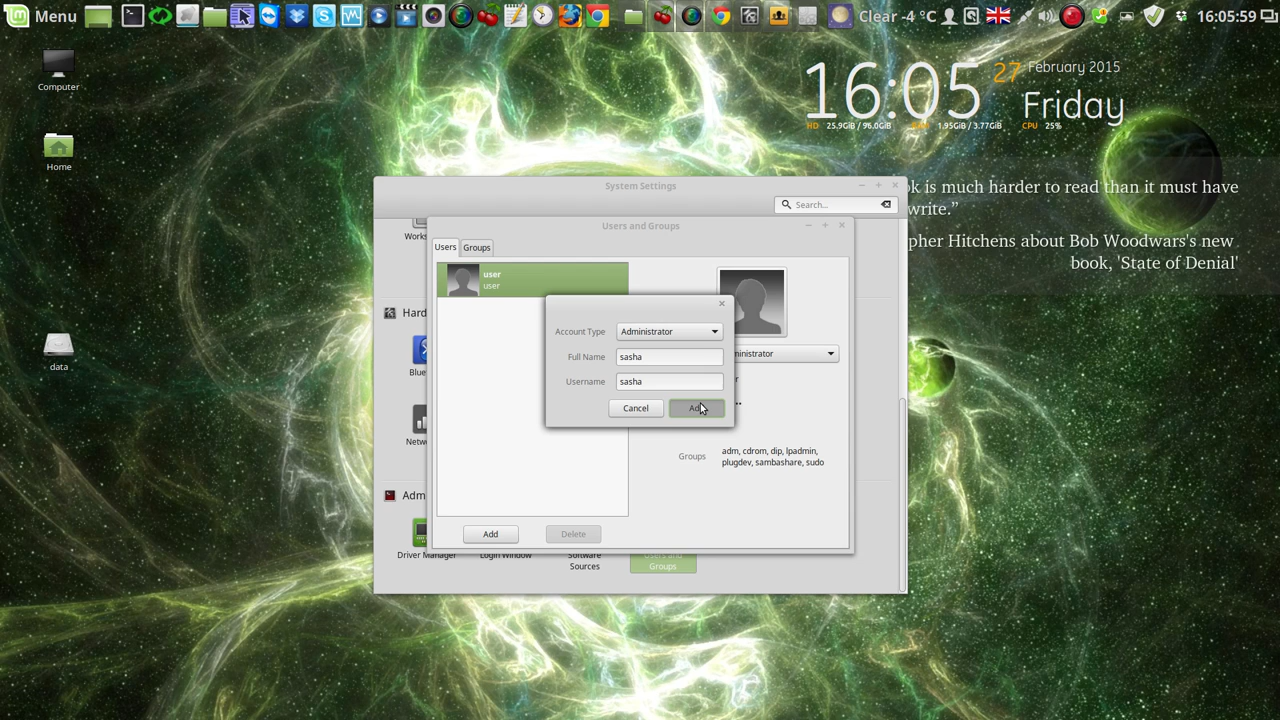 Menu
Clear -4 °C
16:05:59
Computer
Home
data
16:05
27
February 2015
Friday
HD 25.9GiB / 96.0GiB 1.95GiB / 3.77GiB CPU 25%
ok is much harder to read than it must have
write.”
pher Hitchens about Bob Woodwars's new
book, 'State of Denial'
System Settings
Search...
Works
Hard
Blue
Netw
Adm
Driver Manager
Login Window
Software
Sources
Users and
Groups
Users and Groups
Users
Groups
user
user
ministrator
r
Groups
adm, cdrom, dip, lpadmin,
plugdev, sambashare, sudo
Add
Delete
Account Type
Administrator
Full Name
sasha
Username
sasha
Cancel